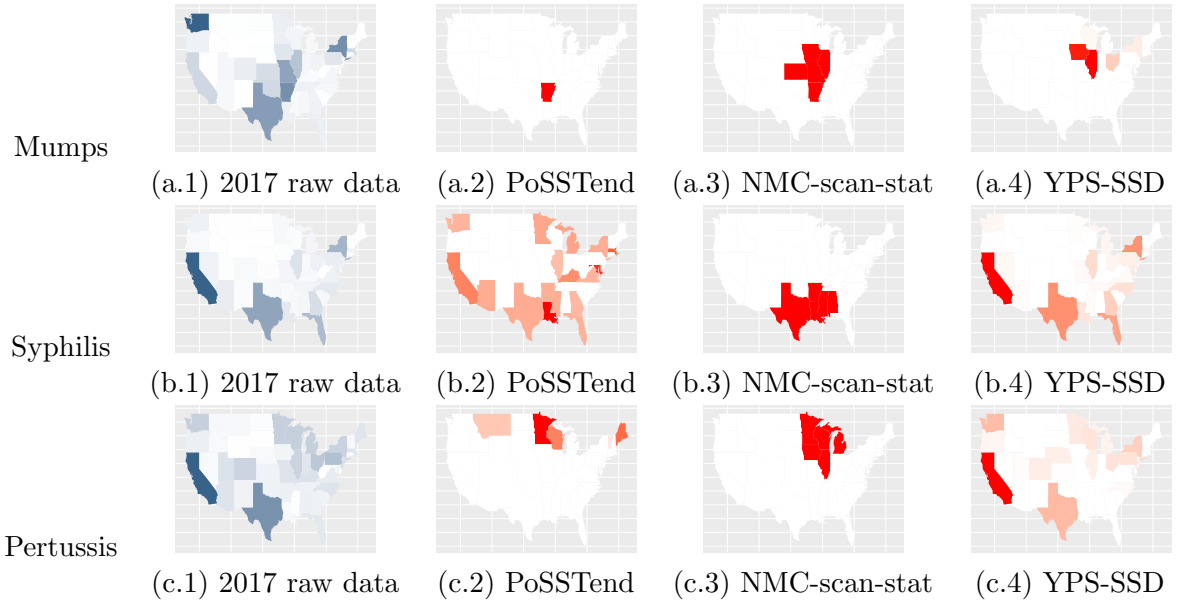 Mumps
(a.1) 2017 raw data (a.2) PoSSTend (a.3) NMC-scan-stat (a.4) YPS-SSD
Syphilis
(b.1) 2017 raw data (b.2) PoSSTend (b.3) NMC-scan-stat (b.4) YPS-SSD
Pertussis
(c.1) 2017 raw data (c.2) PoSSTend (c.3) NMC-scan-stat (c.4) YPS-SSD